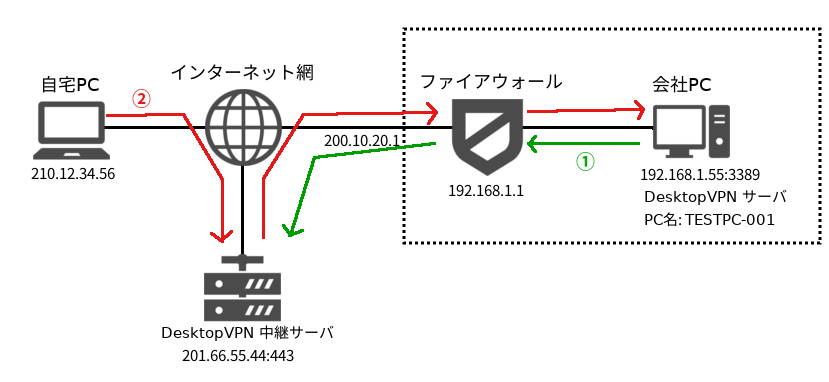 インターネット網
ファイアウォール
会社PC
自宅PC
②
200.10.20.1
①
210.12.34.56
192.168.1.1
192.168.1.55:3389
DesktopVPN サーバ
PC名: TESTPC-001
DesktopVPN 中継サーバ
201.66.55.44:443